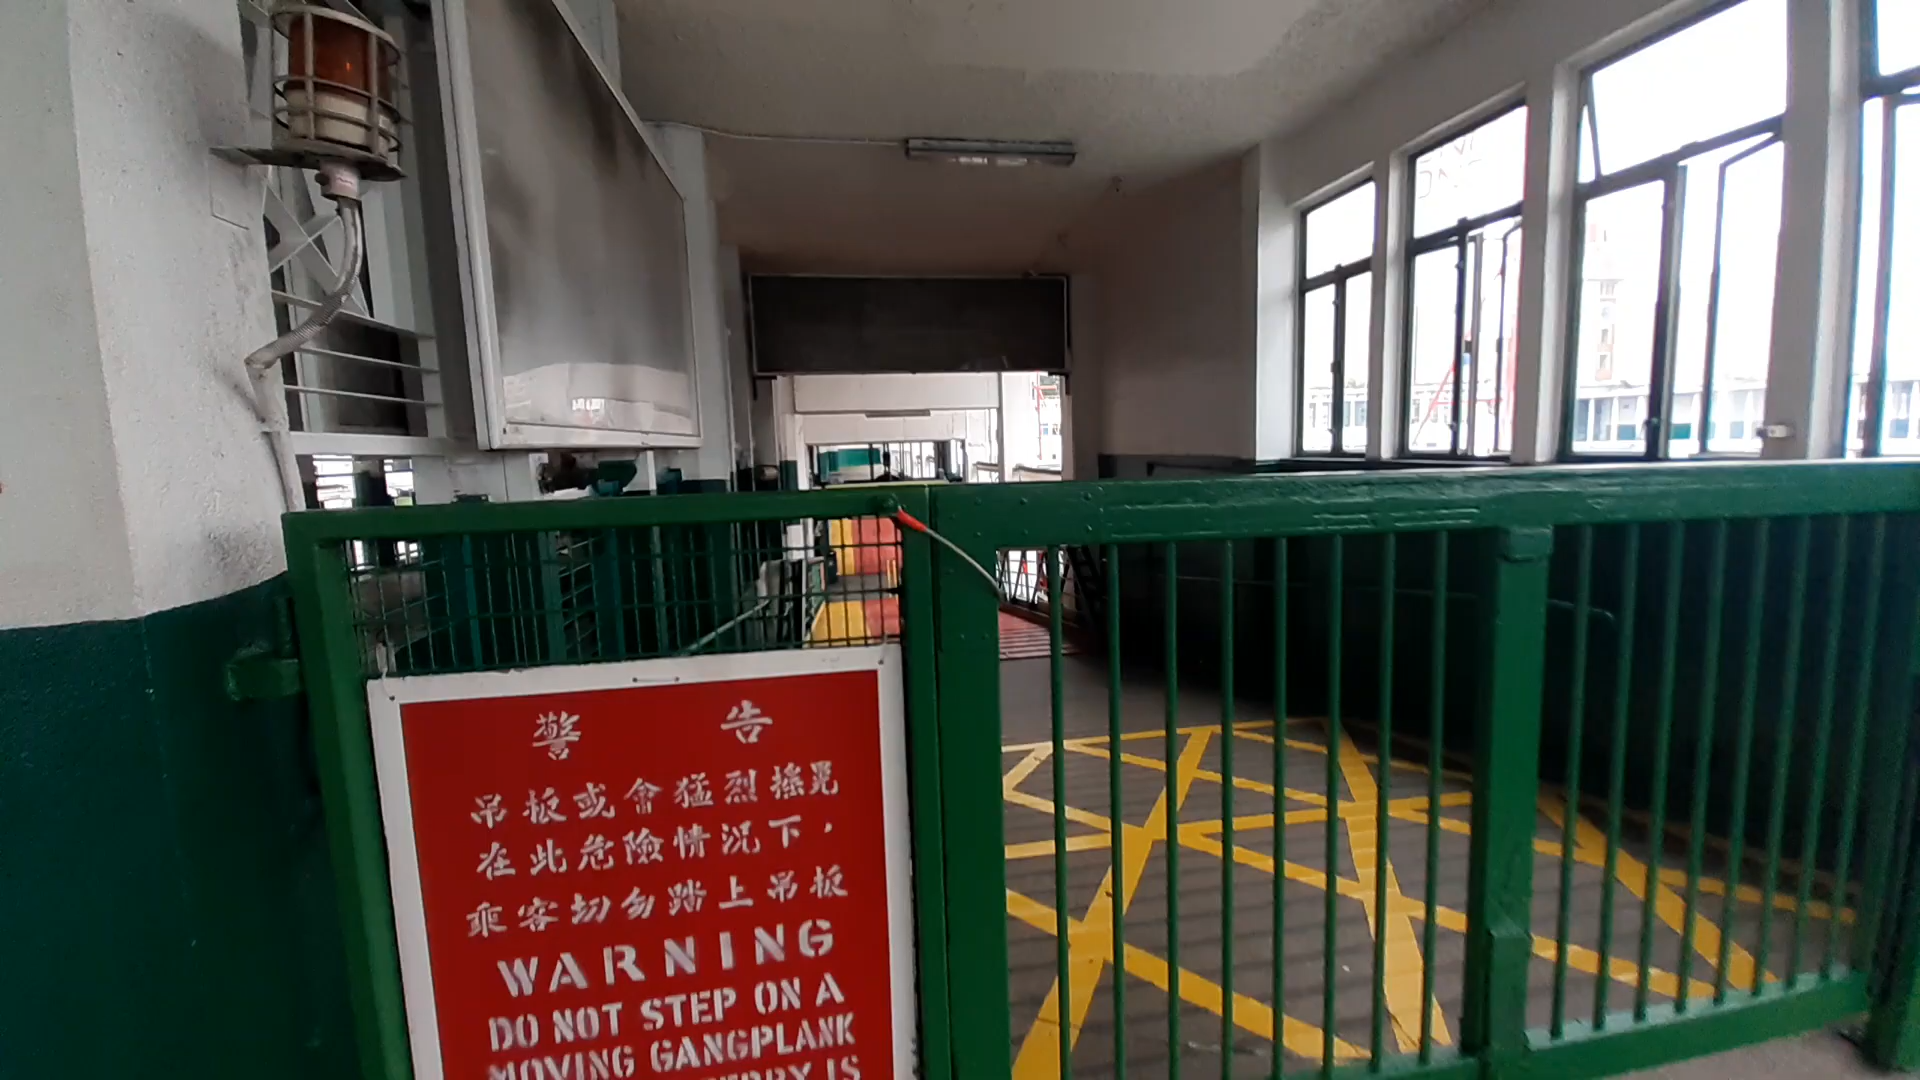 警告
吊板或會猛烈搖晃
在此危險情況下，
乘客切勿踏上吊板
WARNING
DO NOT STEP ON A
MOVING GANGPLANK
IS